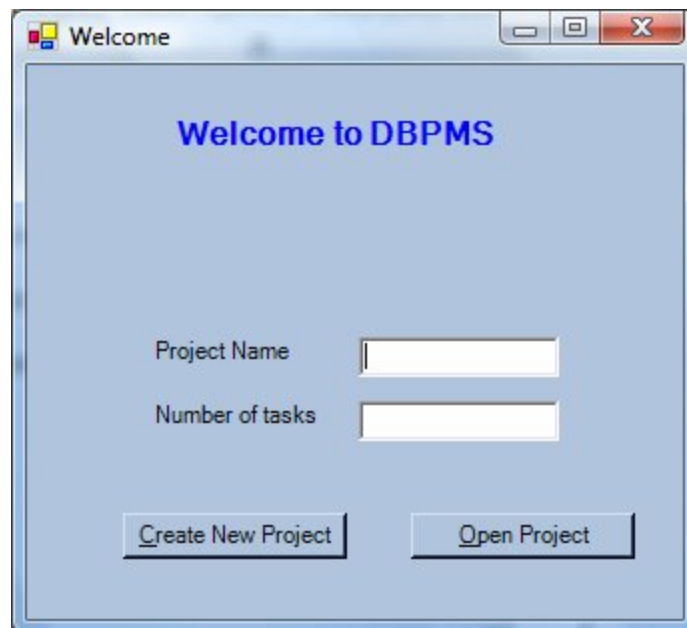 Welcome
Welcome to DBPMS
Project Name
Number of tasks
Create New Project
Open Project